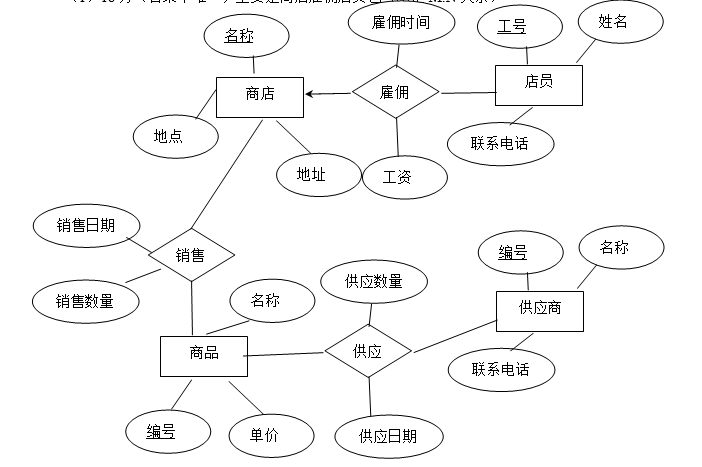 名称
雇佣时间
工号
姓名
商店
雇佣
店员
地点
联系电话
地址
工资
销售日期
销售
编号
名称
销售数量
名称
供应数量
供应商
商品
供应
联系电话
编号
单价
供应日期